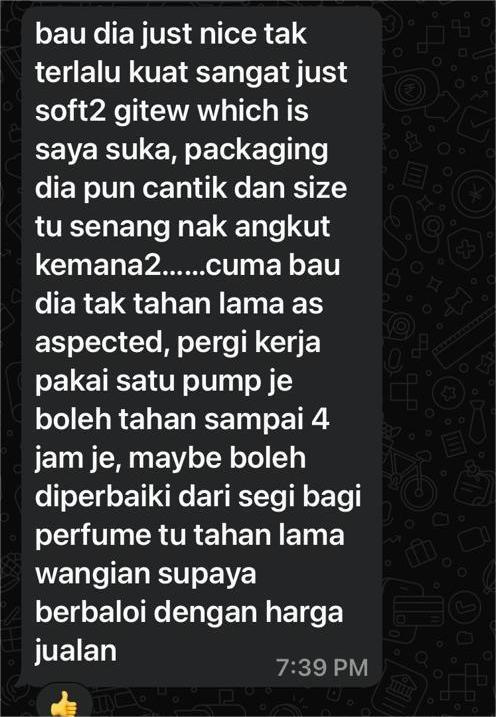 bau dia just nice tak
terlalu kuat sangat just
soft2 gitew which is
saya suka, packaging
dia pun cantik dan size
tu senang nak angkut
kemana2......cuma bau
dia tak tahan lama as
aspected, pergi kerja
pakai satu pump je
boleh tahan sampai 4
jam je, maybe boleh
diperbaiki dari segi bagi
perfume tu tahan lama
wangian supaya
berbaloi dengan harga
jualan
7:39 PM